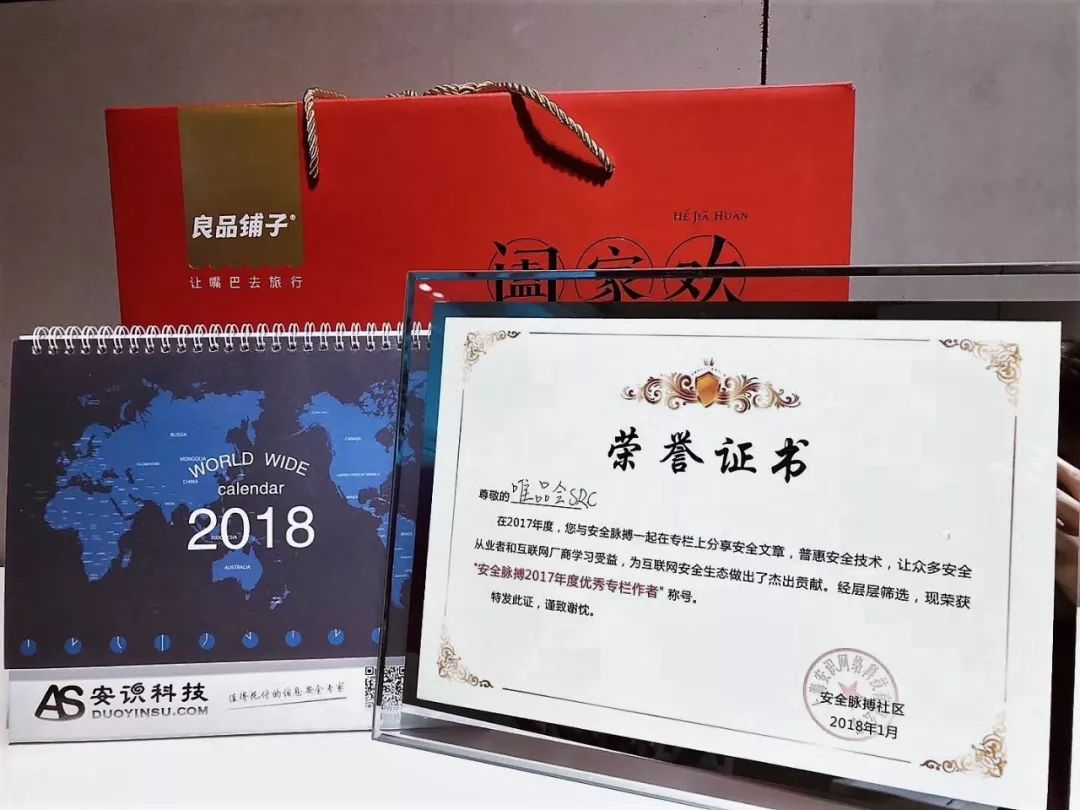 良品铺子®
让嘴巴去旅行
HÉ JIĀ HUĀN
阖家欢
RUSSIA
MONGOLIA
CHINA
CANADA
AUSTRALIA
WORLD WIDE
calendar
2018
AS 安识科技
DUOYINSU.COM
值得托付的信息安全专家
荣誉证书
尊敬的唯品会SRC
在2017年度，您与安全脉搏一起在专栏上分享安全文章，普惠安全技术，让众多安全
从业者和互联网厂商学习受益，为互联网安全生态做出了杰出贡献。经层层筛选，现荣获
"安全脉搏2017年度优秀专栏作者" 称号。
特发此证，谨致谢忱。
安全脉搏社区
2018年1月